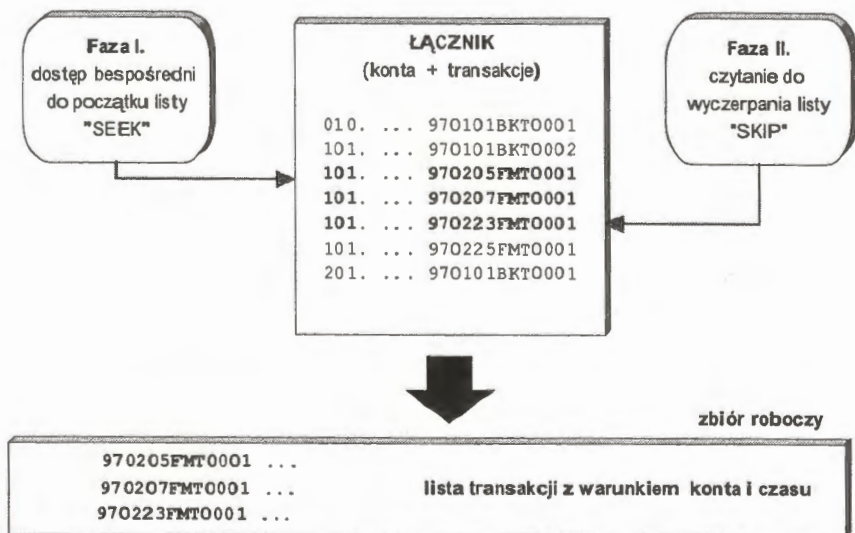 Faza I.
dostęp bespośredni
do początku listy
"SEEK"
ŁĄCZNIK
(konta + transakcje)
010. ... 970101BKT0001
101. ... 970101BKT0002
101. ... 970205FMT0001
101. ... 970207FMT0001
101. ... 970223FMT0001
101. ... 970225FMT0001
201. ... 970101BKT0001
Faza II.
czytanie do
wyczerpania listy
"SKIP"
zbiór roboczy
970205FMT0001 ...
970207FMT0001 ...
970223FMT0001 ...
lista transakcji z warunkiem konta i czasu